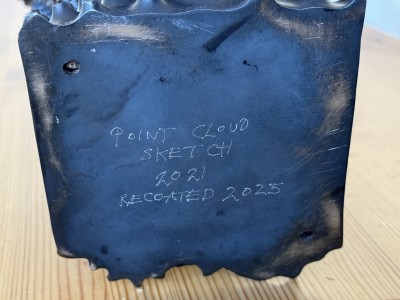 POINT CLOUD
SKETCH
2021
RECOATED 2025